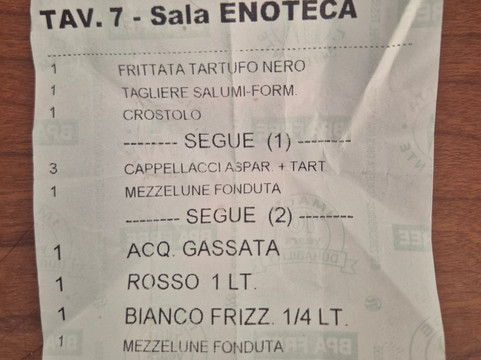 TAV. 7 - Sala ENOTECA
1 FRITTATA TARTUFO NERO
1 TAGLIERE SALUMI-FORM.
1 CROSTOLO
-------- SEGUE (1) --------
3 CAPPELLACCI ASPAR. + TART
1 MEZZELUNE FONDUTA
-------- SEGUE (2) --------
1 ACQ. GASSATA
1 ROSSO 1 LT.
1 BIANCO FRIZZ. 1/4 LT.
1 MEZZELUNE FONDUTA